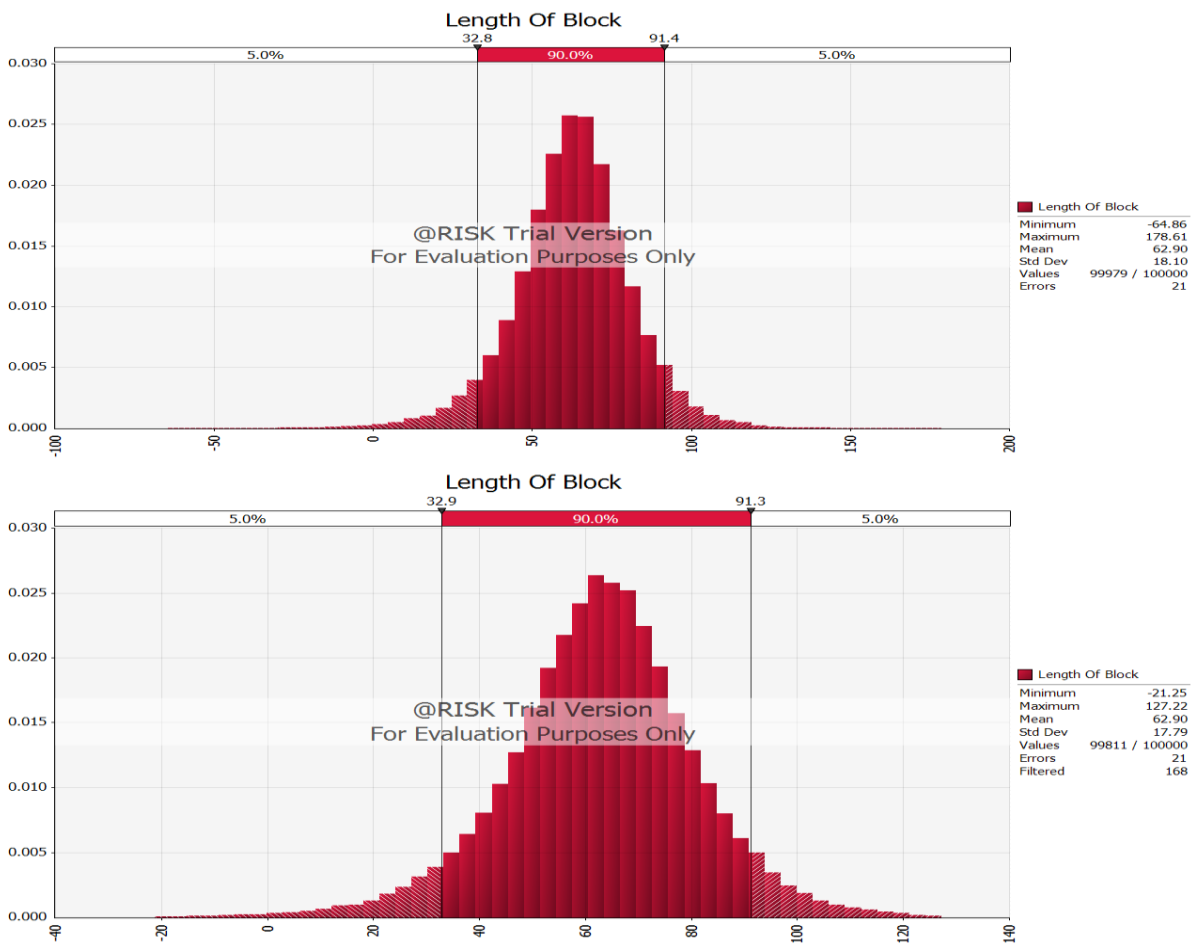 Length Of Block
32.8 91.4
5.0% 90.0% 5.0%
0.030
0.025
0.020
0.015
0.010
0.005
0.000
-100 -50 0 50 100 150 200
@RISK Trial Version
For Evaluation Purposes Only
Length Of Block
Minimum -64.86
Maximum 178.61
Mean 62.90
Std Dev 18.10
Values 99979 / 100000
Errors 21
Length Of Block
32.9 91.3
5.0% 90.0% 5.0%
0.030
0.025
0.020
0.015
0.010
0.005
0.000
-40 -20 0 20 40 60 80 100 120 140
@RISK Trial Version
For Evaluation Purposes Only
Length Of Block
Minimum -21.25
Maximum 127.22
Mean 62.90
Std Dev 17.79
Values 99811 / 100000
Errors 21
Filtered 168